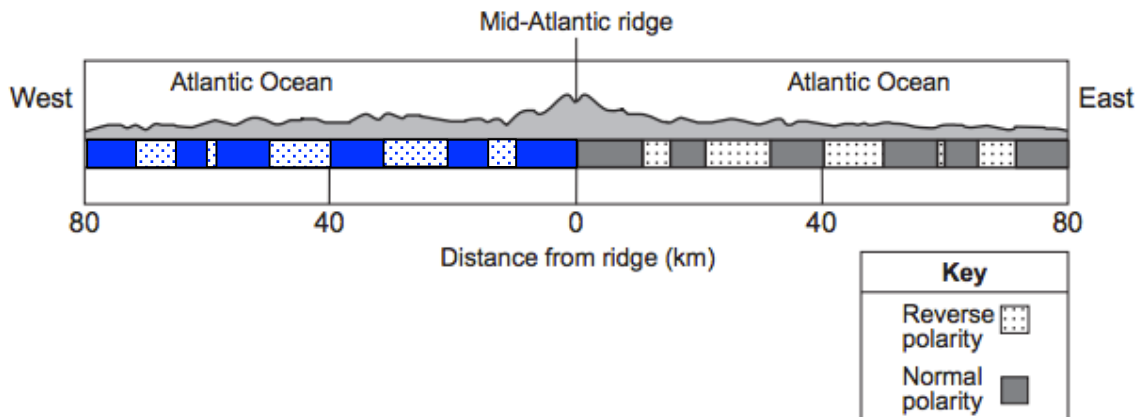 Mid-Atlantic ridge
West
Atlantic Ocean
Atlantic Ocean
East
80
40
0
40
80
Distance from ridge (km)
Key
Reverse
polarity
Normal
polarity